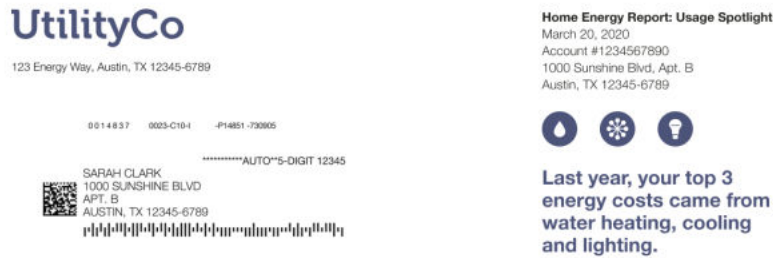 UtilityCo
123 Energy Way, Austin, TX 12345-6789
0014837 0023-C10-I -P14851 -730905
***********AUTO**5-DIGIT 12345
SARAH CLARK
1000 SUNSHINE BLVD
APT. B
AUSTIN, TX 12345-6789
Home Energy Report: Usage Spotlight
March 20, 2020
Account #1234567890
1000 Sunshine Blvd, Apt. B
Austin, TX 12345-6789
Last year, your top 3
energy costs came from
water heating, cooling
and lighting.